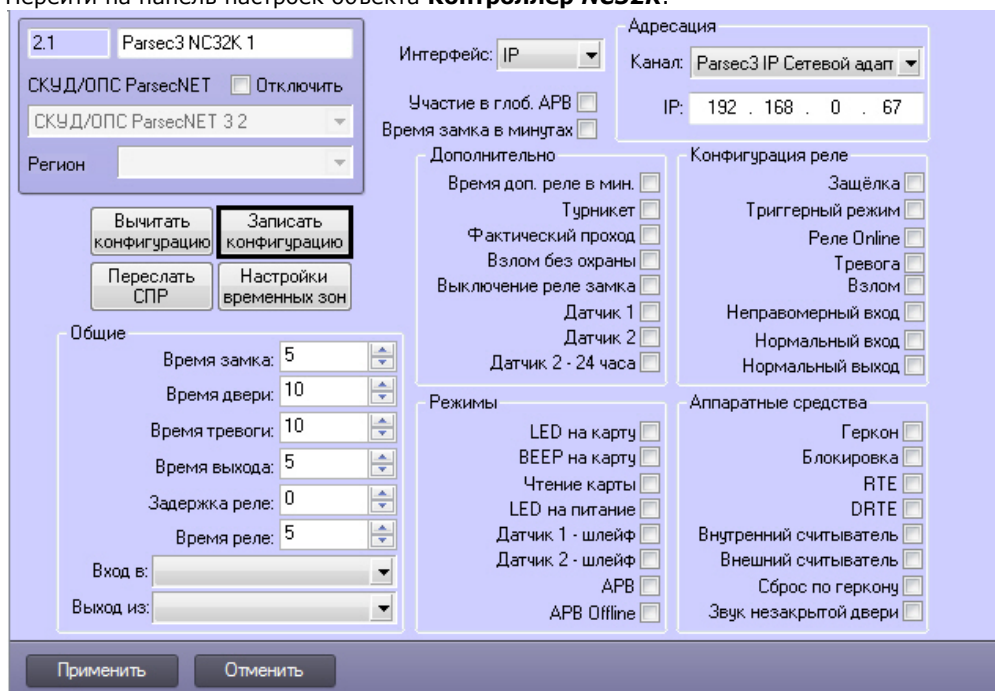 Перейти на панель настроек объекта Контроллер NC32K.
2.1 Parsec3 NC32K 1
СКУД/ОПС ParsecNET Отключить
СКУД/ОПС ParsecNET 3 2
Регион
Интерфейс: IP
Участие в глоб. APB
Время замка в минутах
Адресация
Канал: Parsec3 IP Сетевой адап
IP: 192 . 168 . 0 . 67
Вычитать конфигурацию
Записать конфигурацию
Переслать СПР
Настройки временных зон
Общие
Время замка: 5
Время двери: 10
Время тревоги: 10
Время выхода: 5
Задержка реле: 0
Время реле: 5
Вход в:
Выход из:
Дополнительно
Время доп. реле в мин.
Турникет
Фактический проход
Взлом без охраны
Выключение реле замка
Датчик 1
Датчик 2
Датчик 2 - 24 часа
Конфигурация реле
Защёлка
Триггерный режим
Реле Online
Тревога
Взлом
Неправомерный вход
Нормальный вход
Нормальный выход
Режимы
LED на карту
BEEP на карту
Чтение карты
LED на питание
Датчик 1 - шлейф
Датчик 2 - шлейф
APB
APB Offline
Аппаратные средства
Геркон
Блокировка
RTE
DRTE
Внутренний считыватель
Внешний считыватель
Сброс по геркону
Звук незакрытой двери
Применить
Отменить